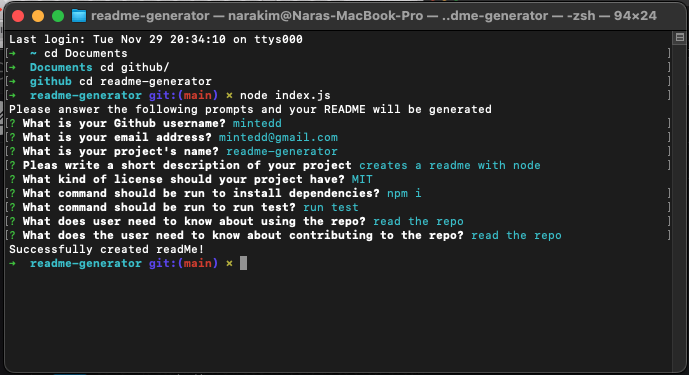 readme-generator — narakim@Naras-MacBook-Pro — ..dme-generator — -zsh — 94×24
Last login: Tue Nov 29 20:34:10 on ttys000
[➜  ~ cd Documents ]
[➜  Documents cd github/ ]
[➜  github cd readme-generator ]
[➜  readme-generator git:(main) × node index.js ]
Please answer the following prompts and your README will be generated
[? What is your Github username? mintedd ]
[? What is your email address? mintedd@gmail.com ]
[? What is your project's name? readme-generator ]
[? Pleas write a short description of your project creates a readme with node ]
? What kind of license should your project have? MIT
[? What command should be run to install dependencies? npm i ]
[? What command should be run to run test? run test ]
[? What does user need to know about using the repo? read the repo ]
[? What does the user need to know about contributing to the repo? read the repo ]
Successfully created readMe!
➜  readme-generator git:(main) ×